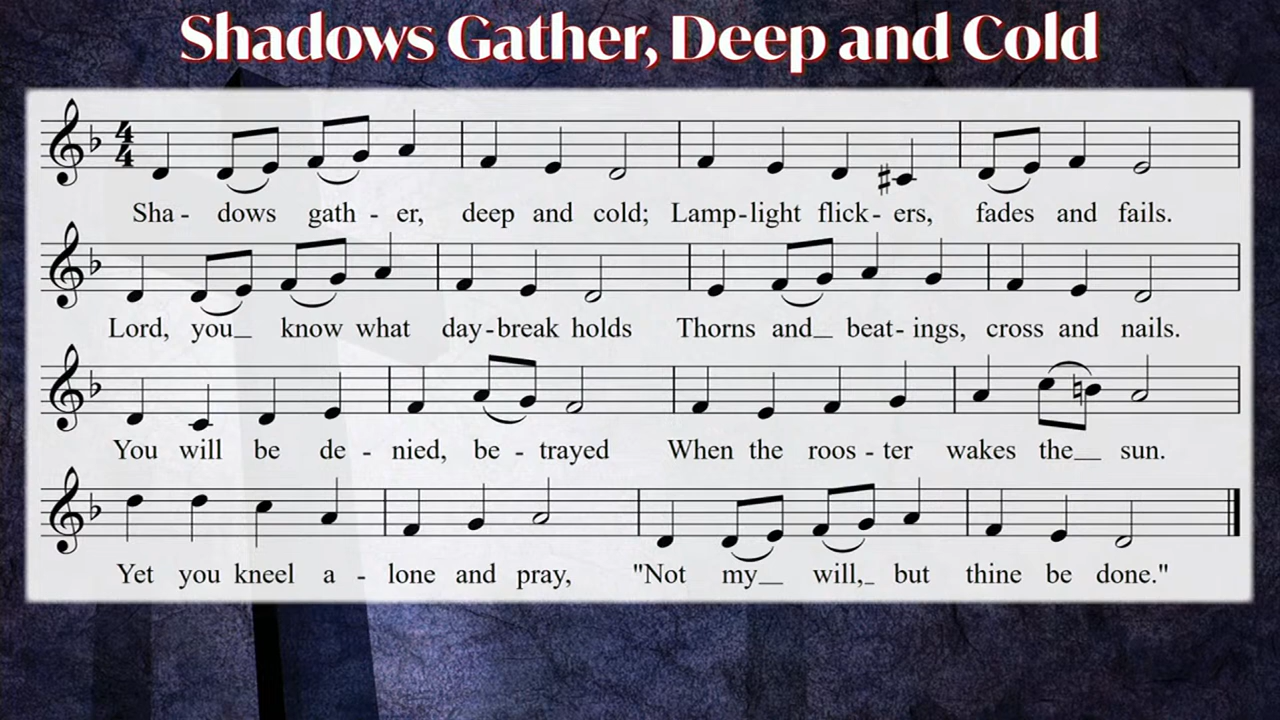 Shadows Gather, Deep and Cold
4
4
Sha - dows gath - er, deep and cold; Lamp - light flick - ers, fades and fails.
Lord, you_ know what day - break holds Thorns and_ beat - ings, cross and nails.
You will be de - nied, be - trayed When the roos - ter wakes the_ sun.
Yet you kneel a - lone and pray, "Not my_ will,_ but thine be done."